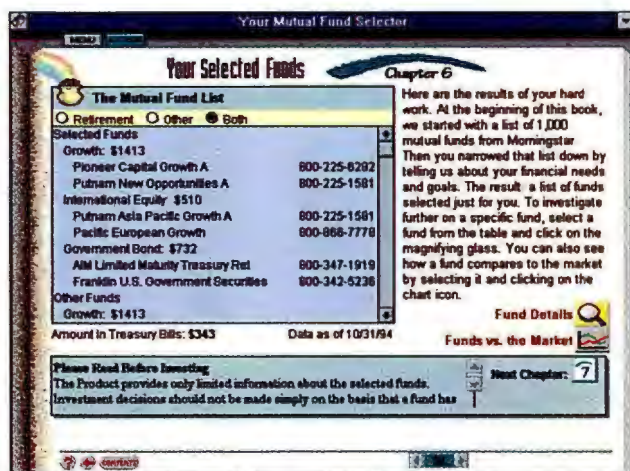 Your Mutual Fund Selector
MENU
Your Selected Funds
Chapter 6
The Mutual Fund List
Retirement Other Both
Selected Funds
Growth: $1413
Pioneer Capital Growth A 800-225-6292
Putnam New Opportunities A 800-225-1581
International Equity $510
Putnam Asia Pacific Growth A 800-225-1581
Pacific European Growth 800-866-7778
Government Bond: $732
AIM Limited Maturity Treasury Ret 800-347-1919
Franklin U.S. Government Securities 800-342-5236
Other Funds
Growth: $1413
Amount in Treasury Bills: $343 Data as of 10/31/94
Here are the results of your hard
work. At the beginning of this book,
we started with a list of 1,000
mutual funds from Morningstar
Then you narrowed that list down by
telling us about your financial needs
and goals. The result a list of funds
selected just for you. To investigate
further on a specific fund, select a
fund from the table and click on the
magnifying glass. You can also see
how a fund compares to the market
by selecting it and clicking on the
chart icon.
Fund Details
Funds vs. the Market
Please Read Before Investing
The Product provides only limited information about the selected funds.
Investment decisions should not be made simply on the basis that a fund has
Next Chapter: 7
? CONTENTS